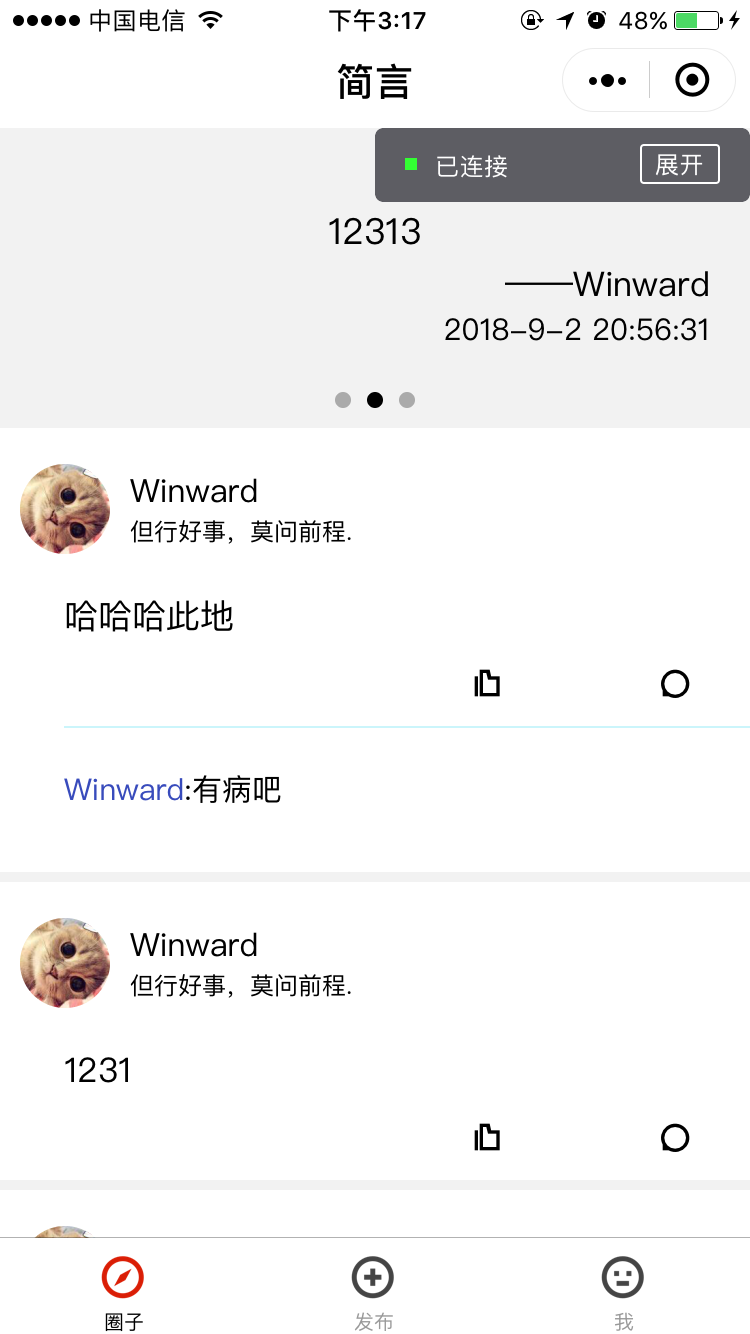 中国电信 下午3:17 48%
简言
已连接 展开
12313
——Winward
2018-9-2 20:56:31
Winward
但行好事，莫问前程.
哈哈哈此地
Winward:有病吧
Winward
但行好事，莫问前程.
1231
圈子 发布 我